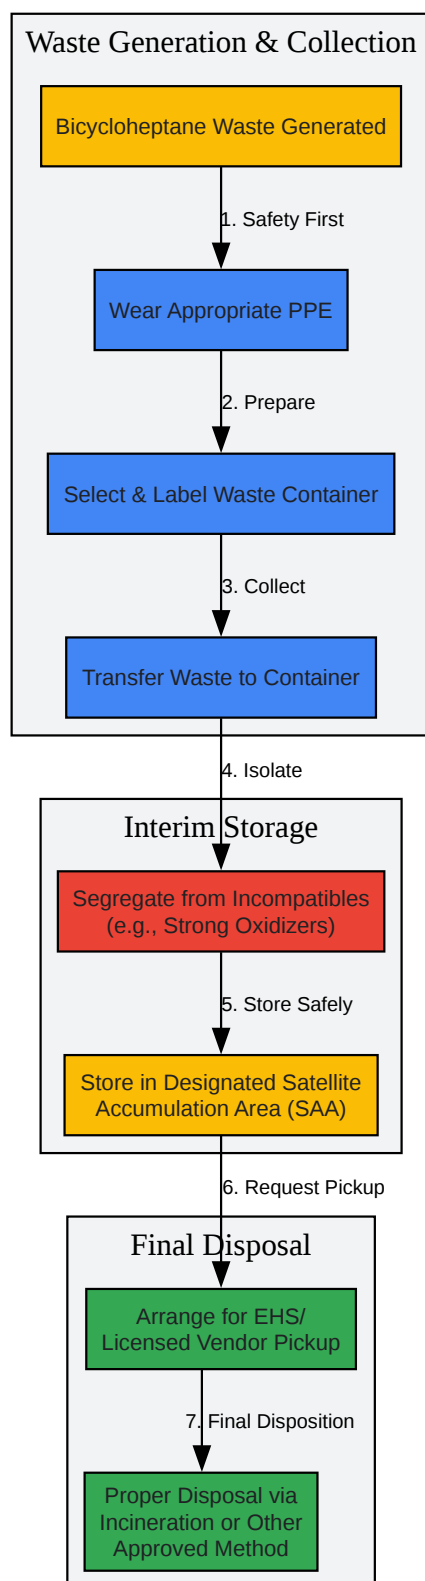 Waste Generation & Collection
Bicycloheptane Waste Generated
1. Safety First
Wear Appropriate PPE
2. Prepare
Select & Label Waste Container
3. Collect
Transfer Waste to Container
4. Isolate
Interim Storage
Segregate from Incompatibles
(e.g., Strong Oxidizers)
5. Store Safely
Store in Designated Satellite
Accumulation Area (SAA)
6. Request Pickup
Final Disposal
Arrange for EHS/
Licensed Vendor Pickup
7. Final Disposition
Proper Disposal via
Incineration or Other
Approved Method